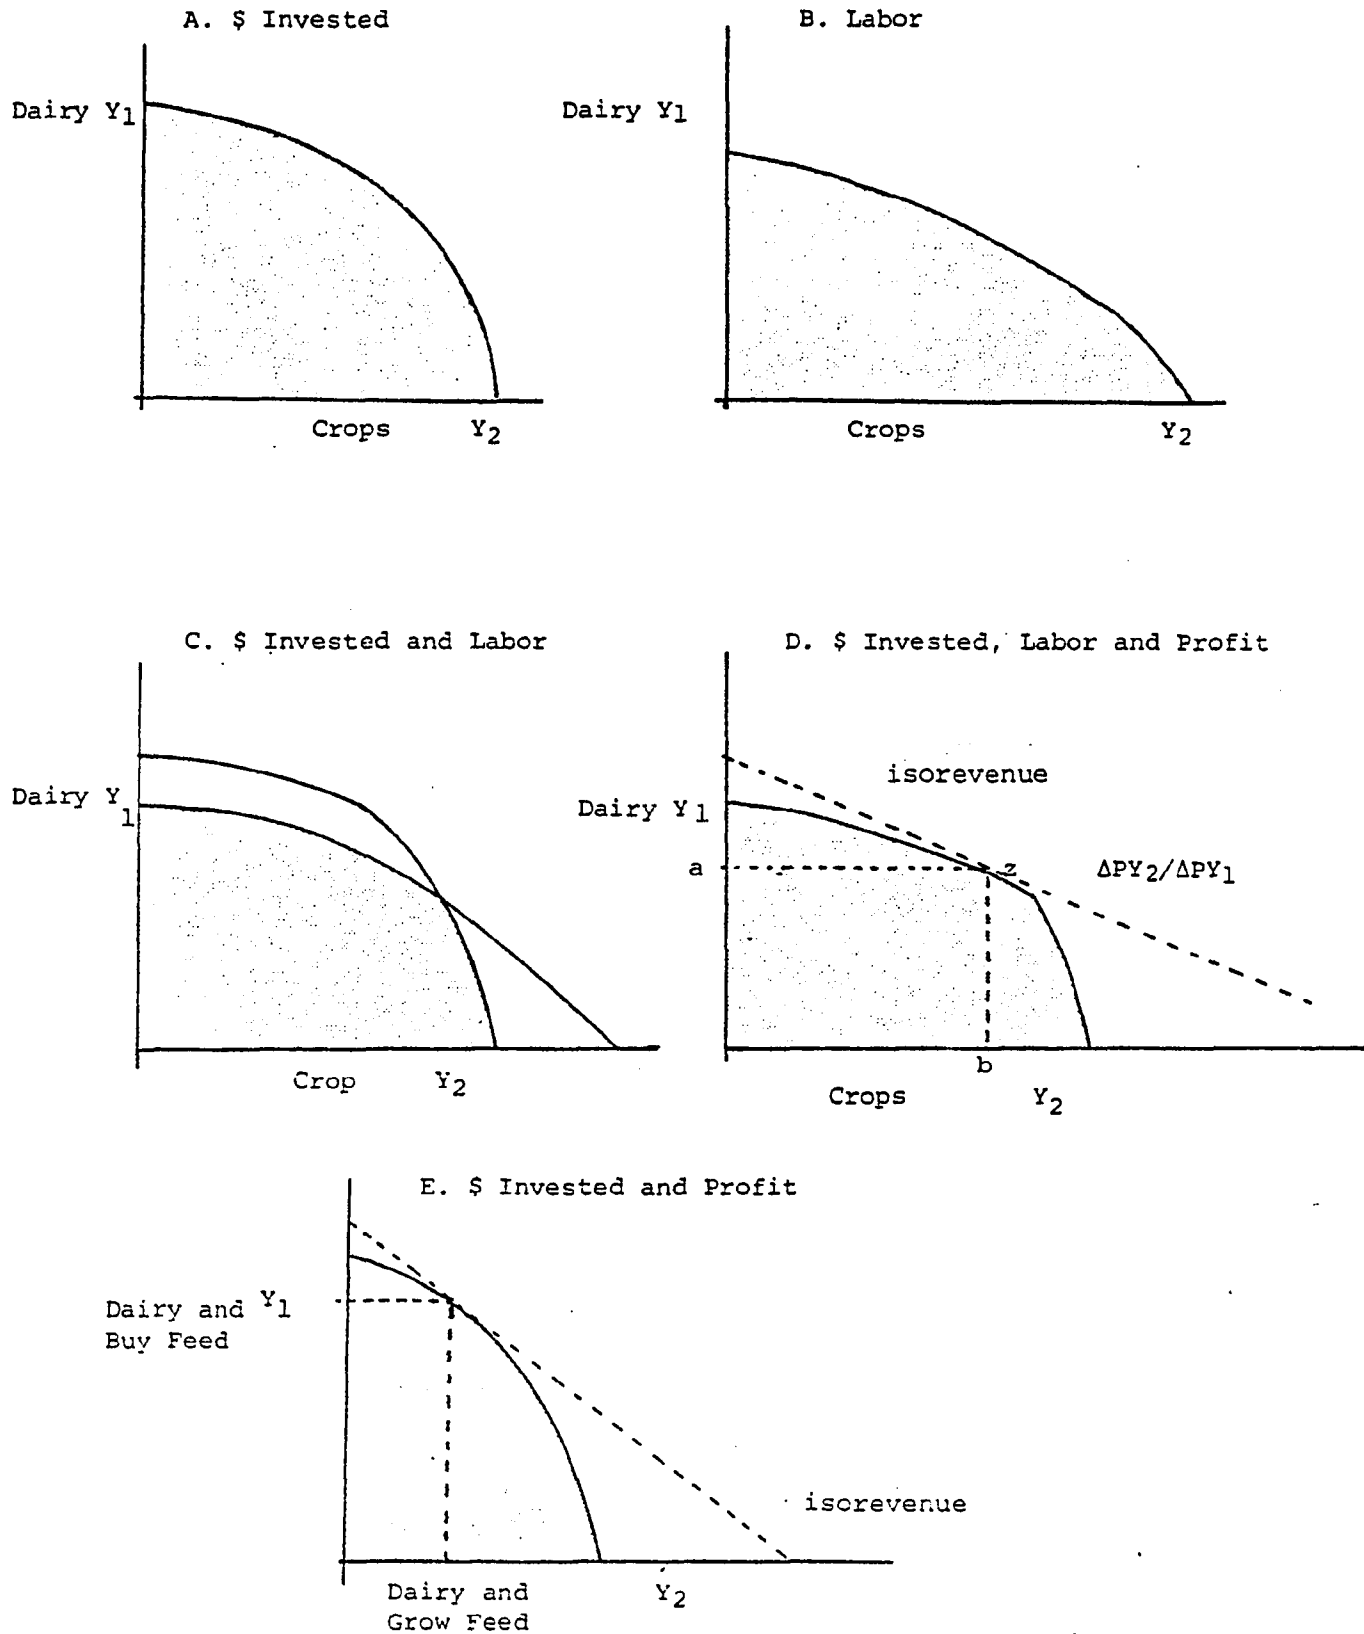 A. $ Invested
Dairy Y1
Crops Y2
B. Labor
Dairy Y1
Crops Y2
C. $ Invested and Labor
Dairy Y1
Crop Y2
D. $ Invested, Labor and Profit
isorevenue
Dairy Y1
a
z
ΔPY2/ΔPY1
b
Crops Y2
E. $ Invested and Profit
Dairy and Y1
Buy Feed
isorevenue
Dairy and Y2
Grow Feed